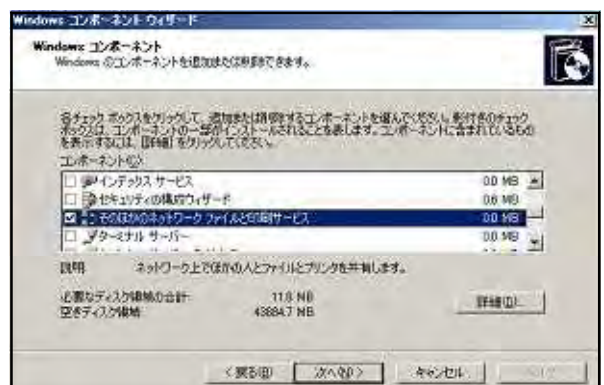 Windows コンポーネント ウィザード
Windows コンポーネント
Windows のコンポーネントを追加または削除できます。
各チェック ボックスをクリックして、追加または削除するコンポーネントを選んでください。影付きのチェック
ボックスは、コンポーネントの一部がインストールされることを表します。コンポーネントに含まれているもの
を表示するには、[詳細] をクリックしてください。
コンポーネント(C):
インデックス サービス 0.0 MB
セキュリティの構成ウィザード 0.6 MB
そのほかのネットワーク ファイルと印刷サービス 0.0 MB
ターミナル サーバー 0.0 MB
説明: ネットワーク上でほかの人とファイルとプリンタを共有します。
必要なディスク領域の合計: 11.8 MB
空きディスク領域: 43884.7 MB
詳細(D)...
< 戻る(B)
次へ(N) >
キャンセル